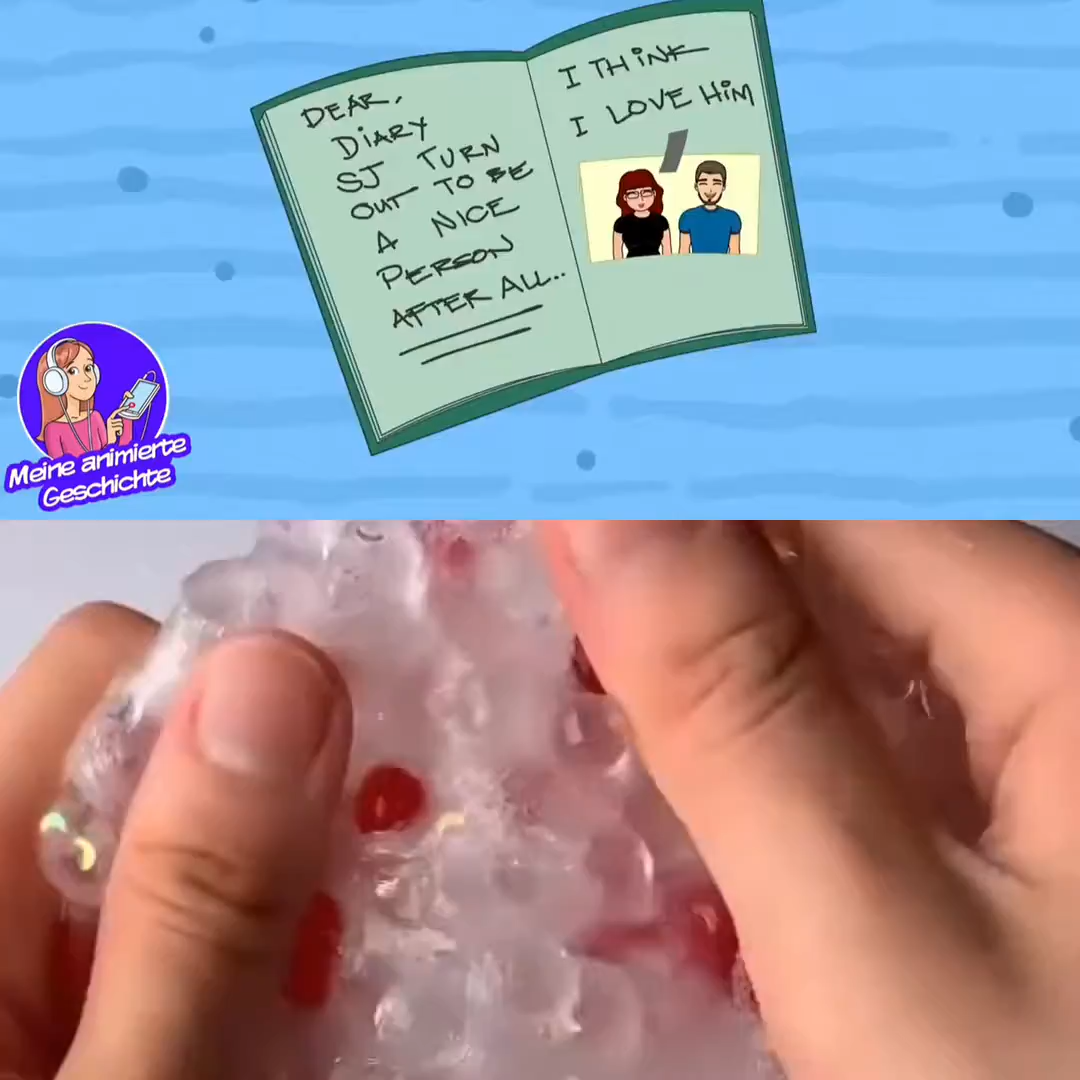 DEAR,
DIARY
SJ TURN
OUT TO BE
A NICE
PERSON
AFTER ALL..
I THINK
I LOVE HIM
Meine animierte
Geschichte